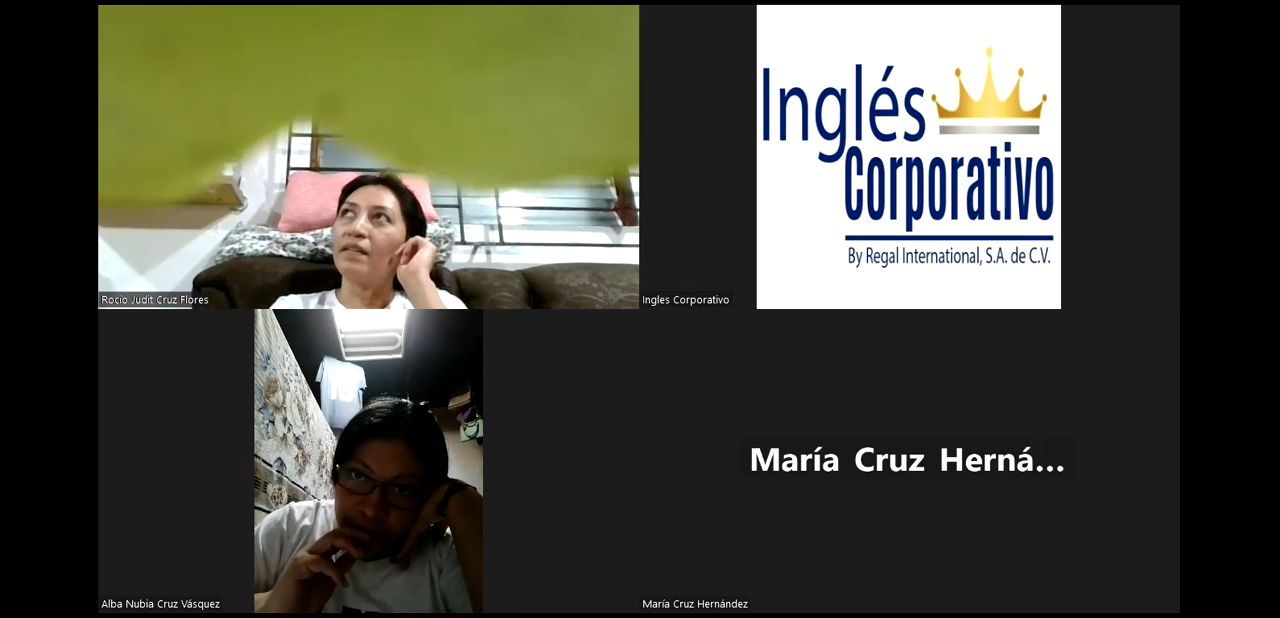 Inglés
Corporativo
By Regal International, S.A. de C.V.
Rocio Judit Cruz Flores
Ingles Corporativo
María Cruz Herná...
Alba Nubia Cruz Vásquez
María Cruz Hernández